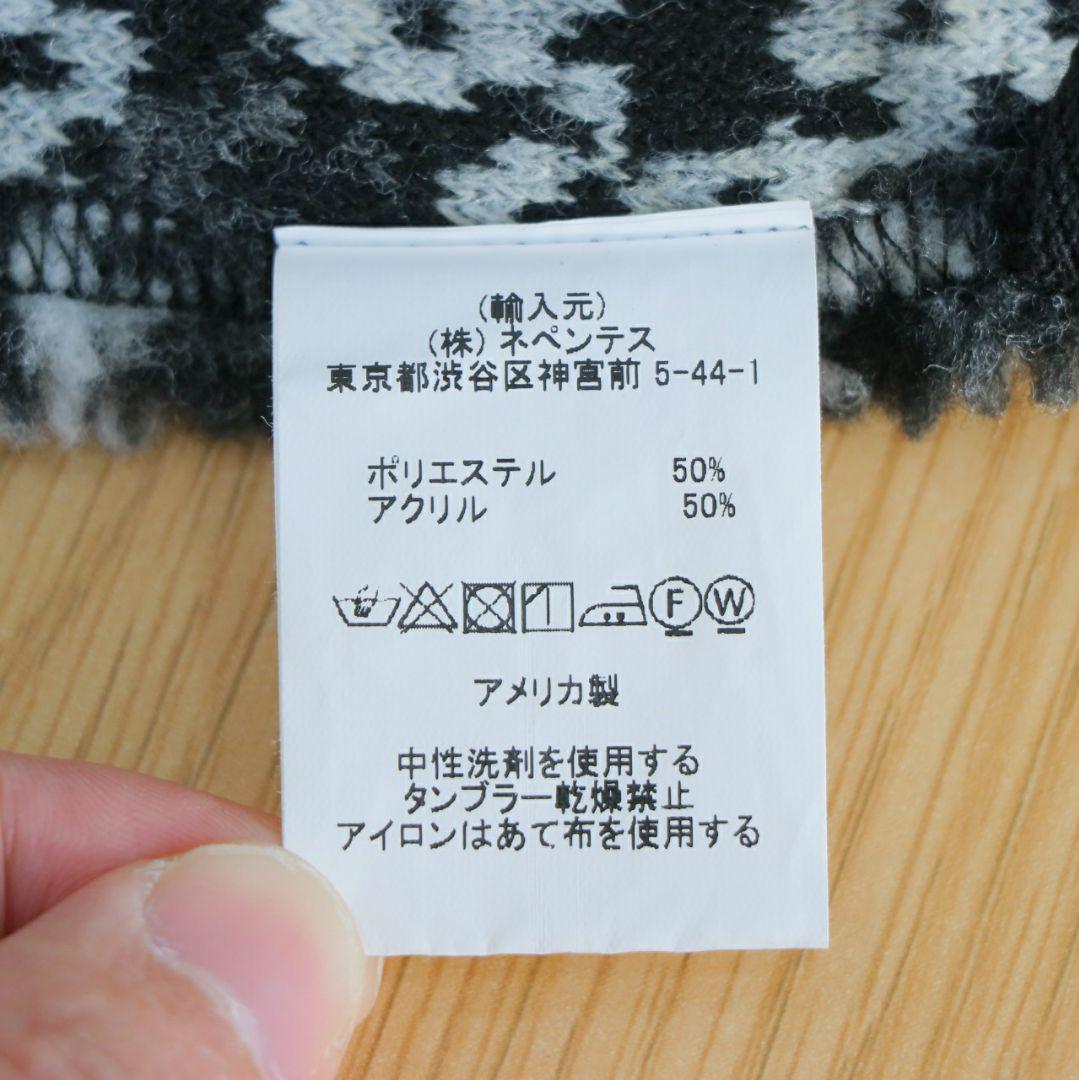 (輸入元)
(株) ネペンテス
東京都渋谷区神宮前 5-44-1
ポリエステル 50%
アクリル 50%
F W
アメリカ製
中性洗剤を使用する
タンブラー乾燥禁止
アイロンはあて布を使用する